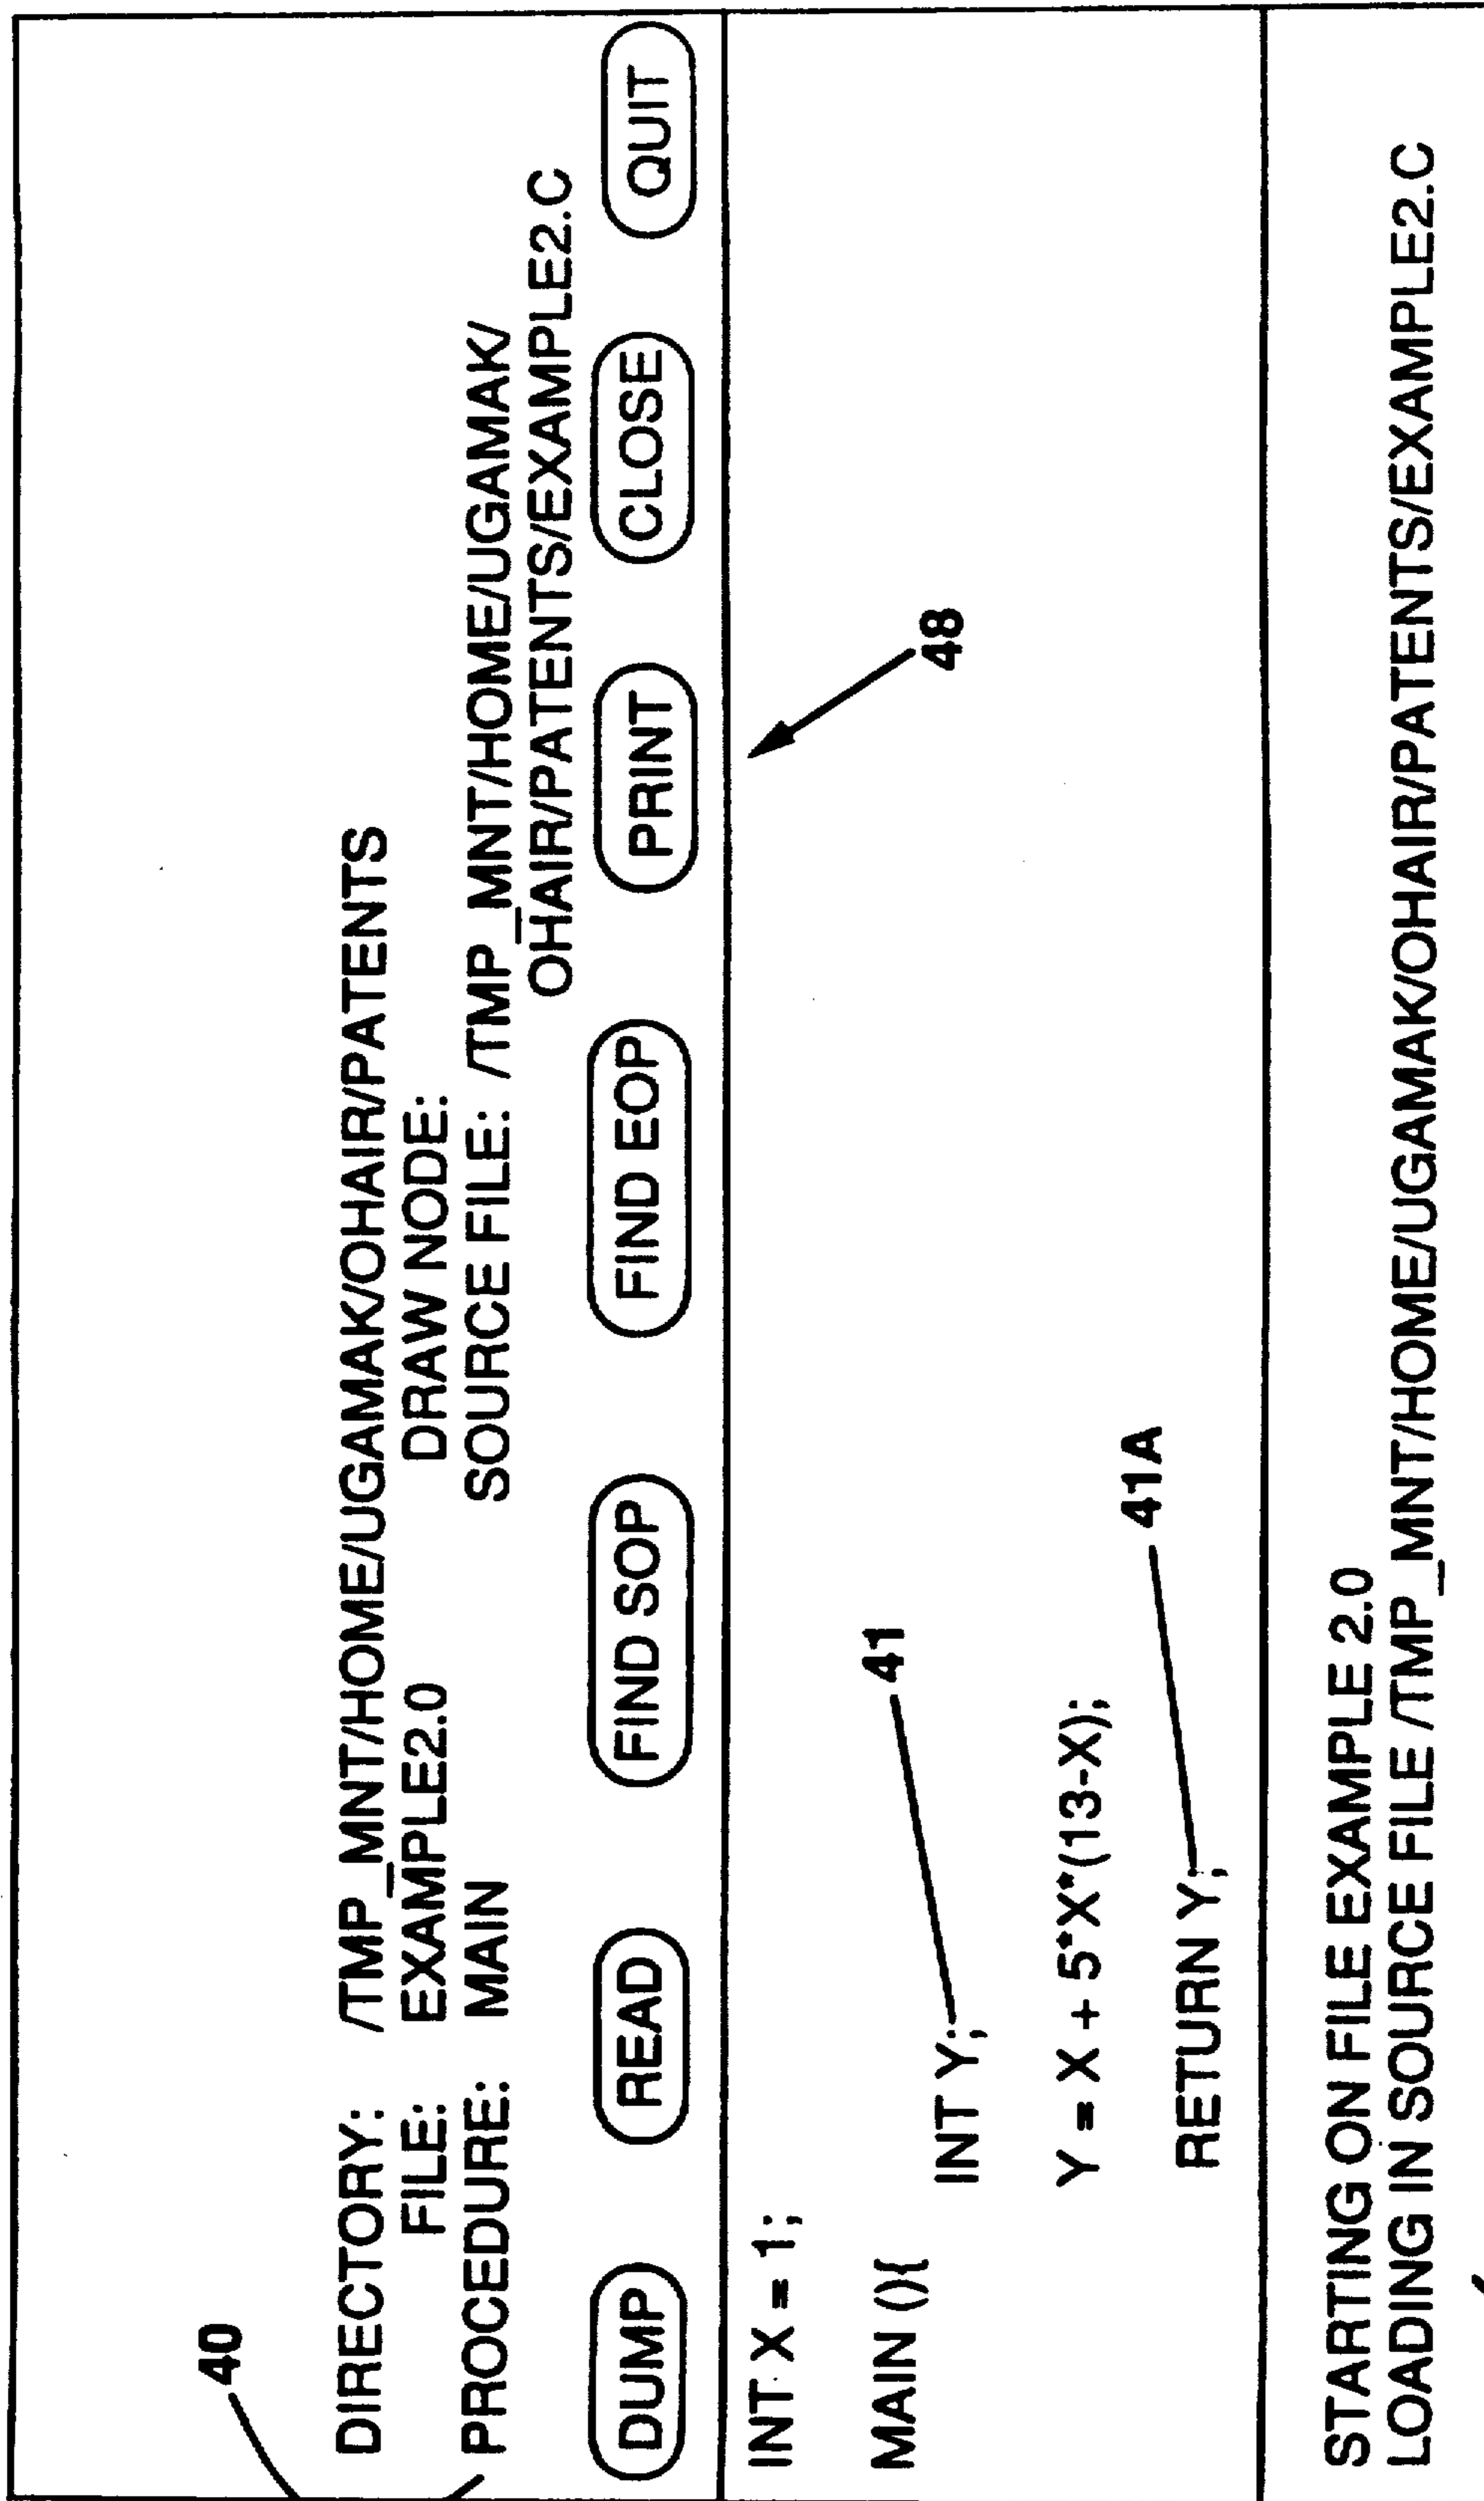 40
DIRECTORY: /TMP_MNT/HOME/UGAMAK/OHAIR/PATENTS
FILE: EXAMPLE2.0 DRAW NODE:
PROCEDURE: MAIN SOURCE FILE: /TMP_MNT/HOME/UGAMAK/
OHAIR/PATENTS/EXAMPLE2.C
DUMP READ FIND SOP FIND EOP PRINT CLOSE QUIT
INT X = 1;
48
MAIN (){
41
INT Y;
Y = X + 5*X*(13-X);
41A
RETURN Y;
STARTING ON FILE EXAMPLE 2.0
LOADING IN SOURCE FILE /TMP_MNT/HOME/UGAMAK/OHAIR/PATENTS/EXAMPLE2.C